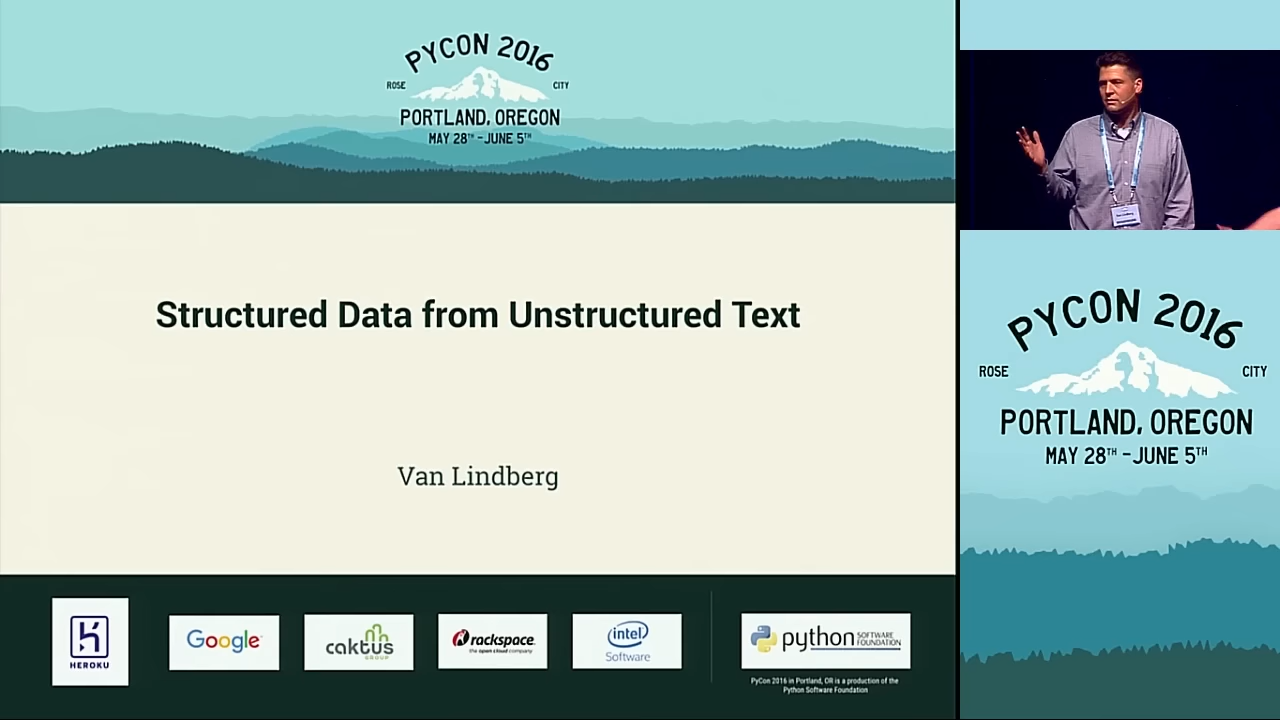 PYCON 2016
ROSE CITY
PORTLAND, OREGON
MAY 28TH - JUNE 5TH
Structured Data from Unstructured Text
Van Lindberg
HEROKU
Google
caktus
GROUP
rackspace
the open cloud company
intel
Software
python SOFTWARE
FOUNDATION
PyCon 2016 in Portland, OR is a production of the
Python Software Foundation
PYCON 2016
ROSE CITY
PORTLAND, OREGON
MAY 28TH - JUNE 5TH